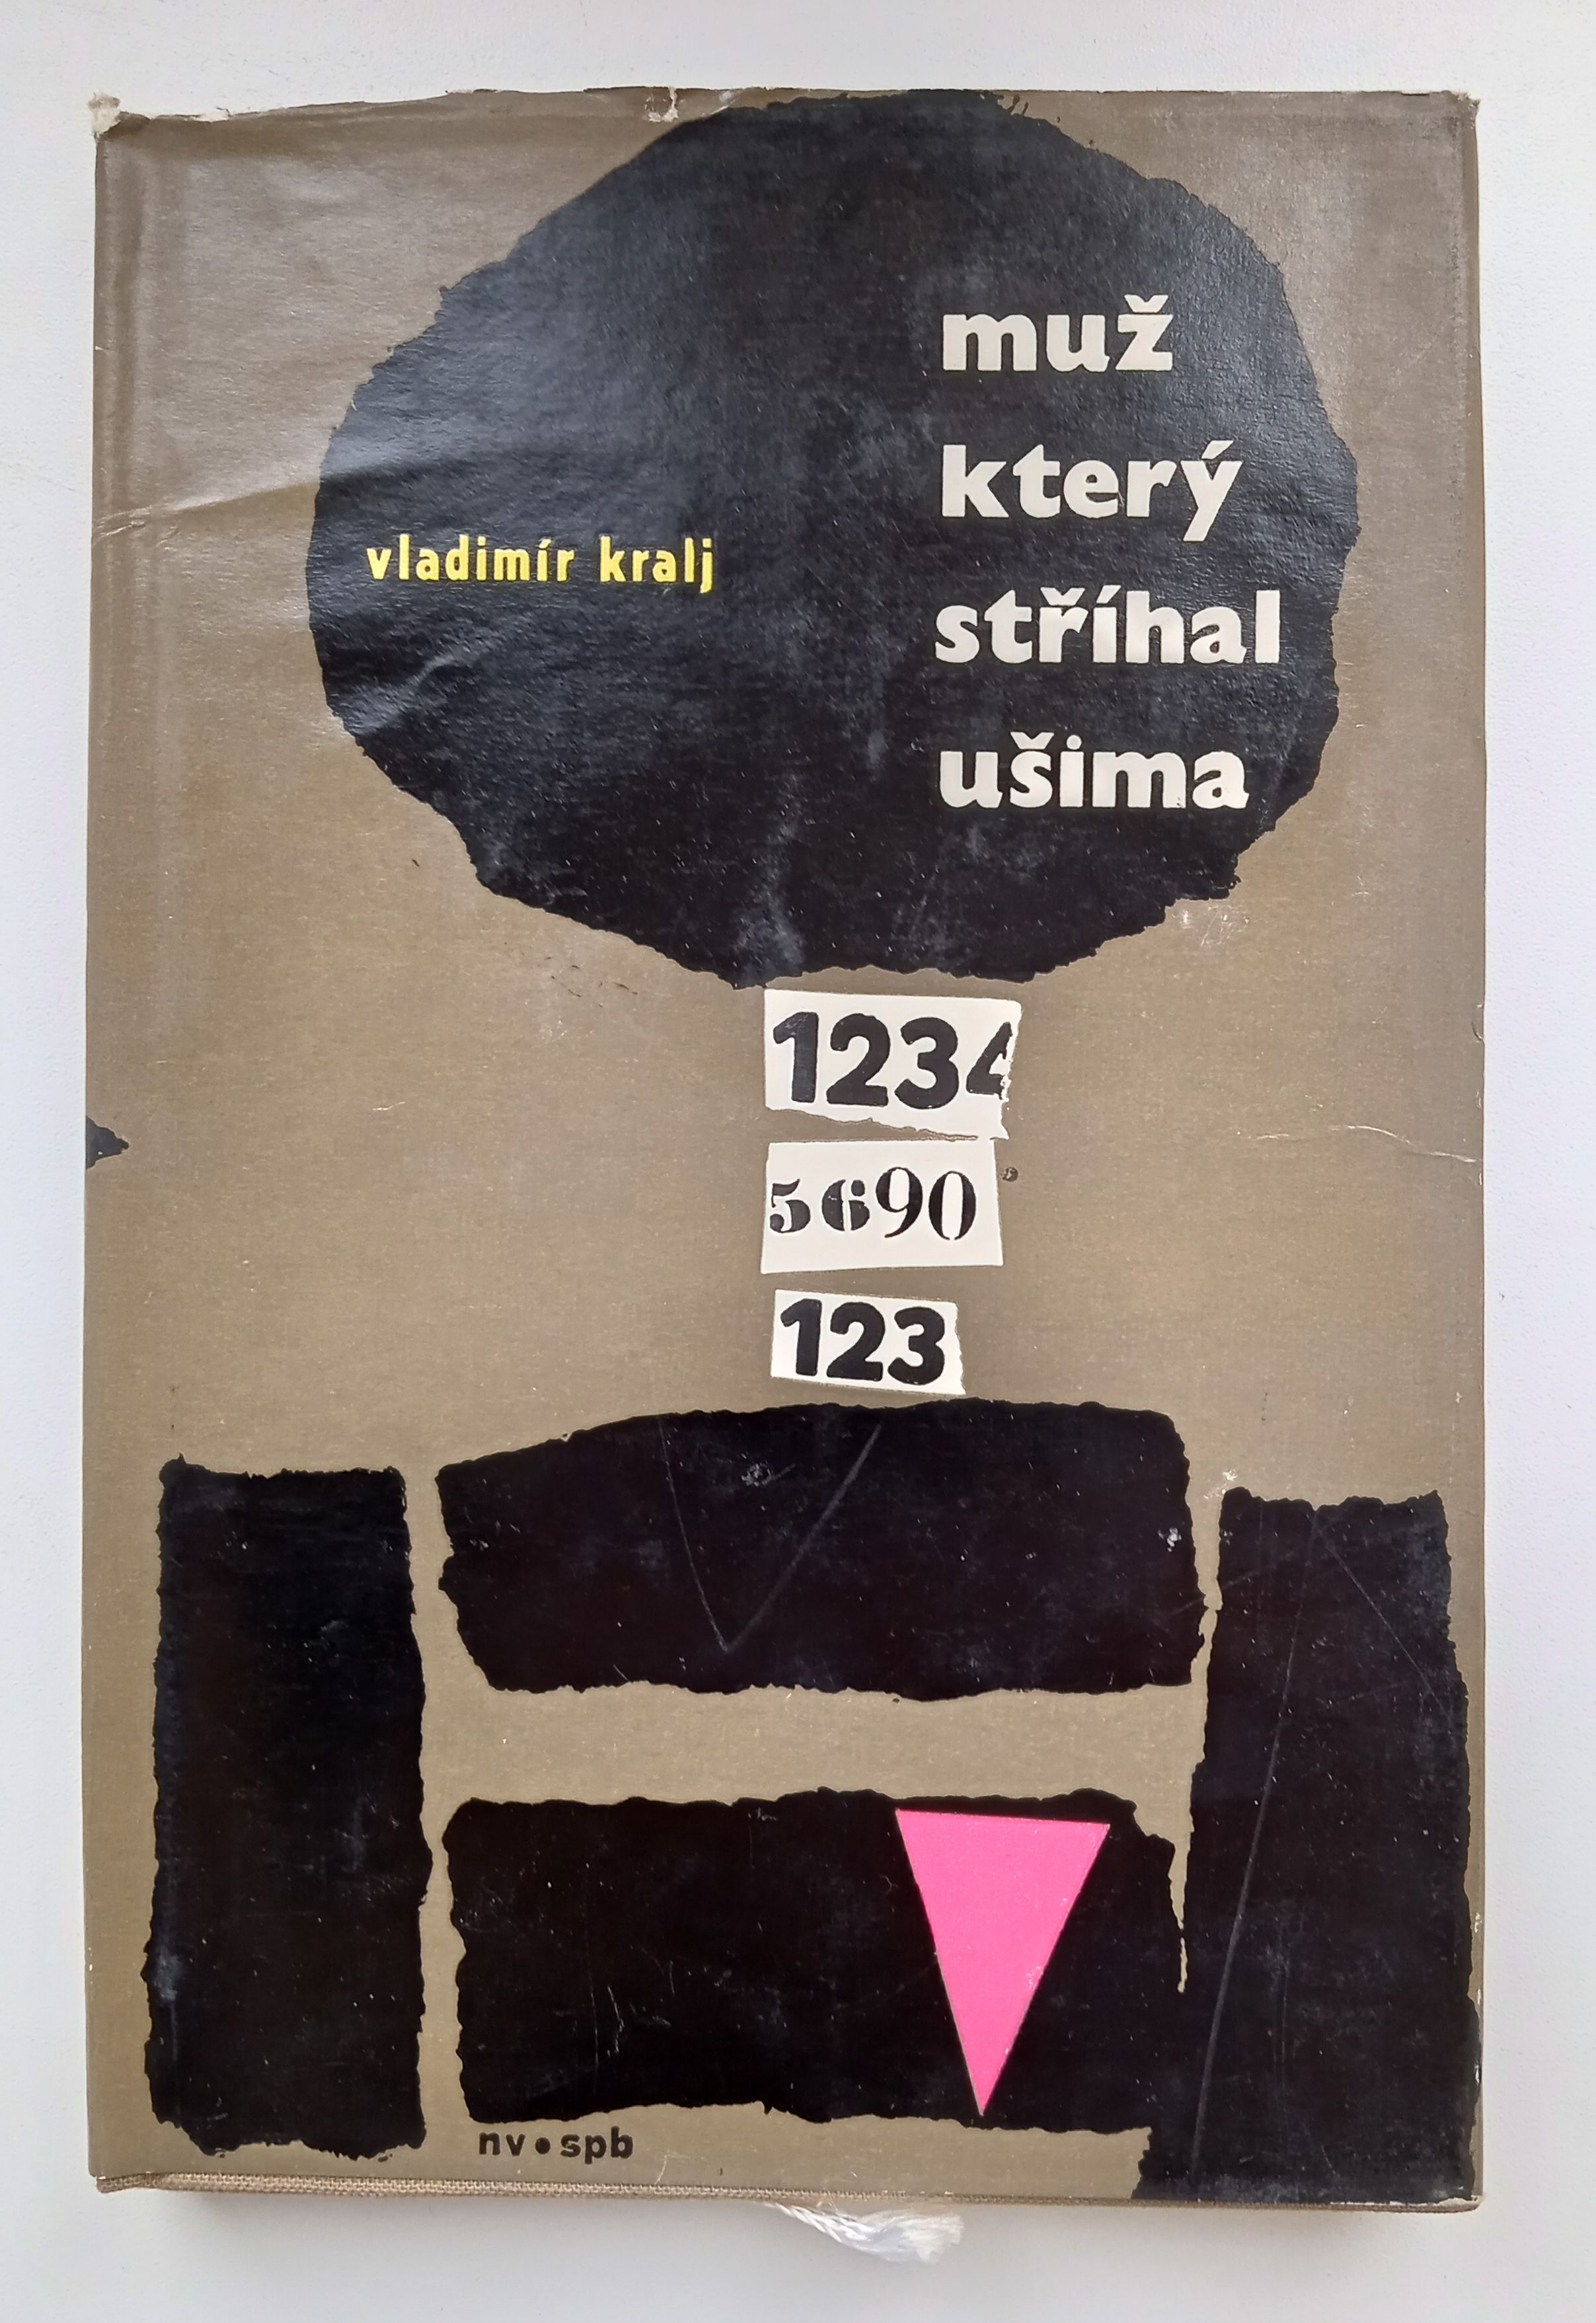 muž
který
vladimír kralj
stříhal
ušima
1234
5690
123
nv•spb